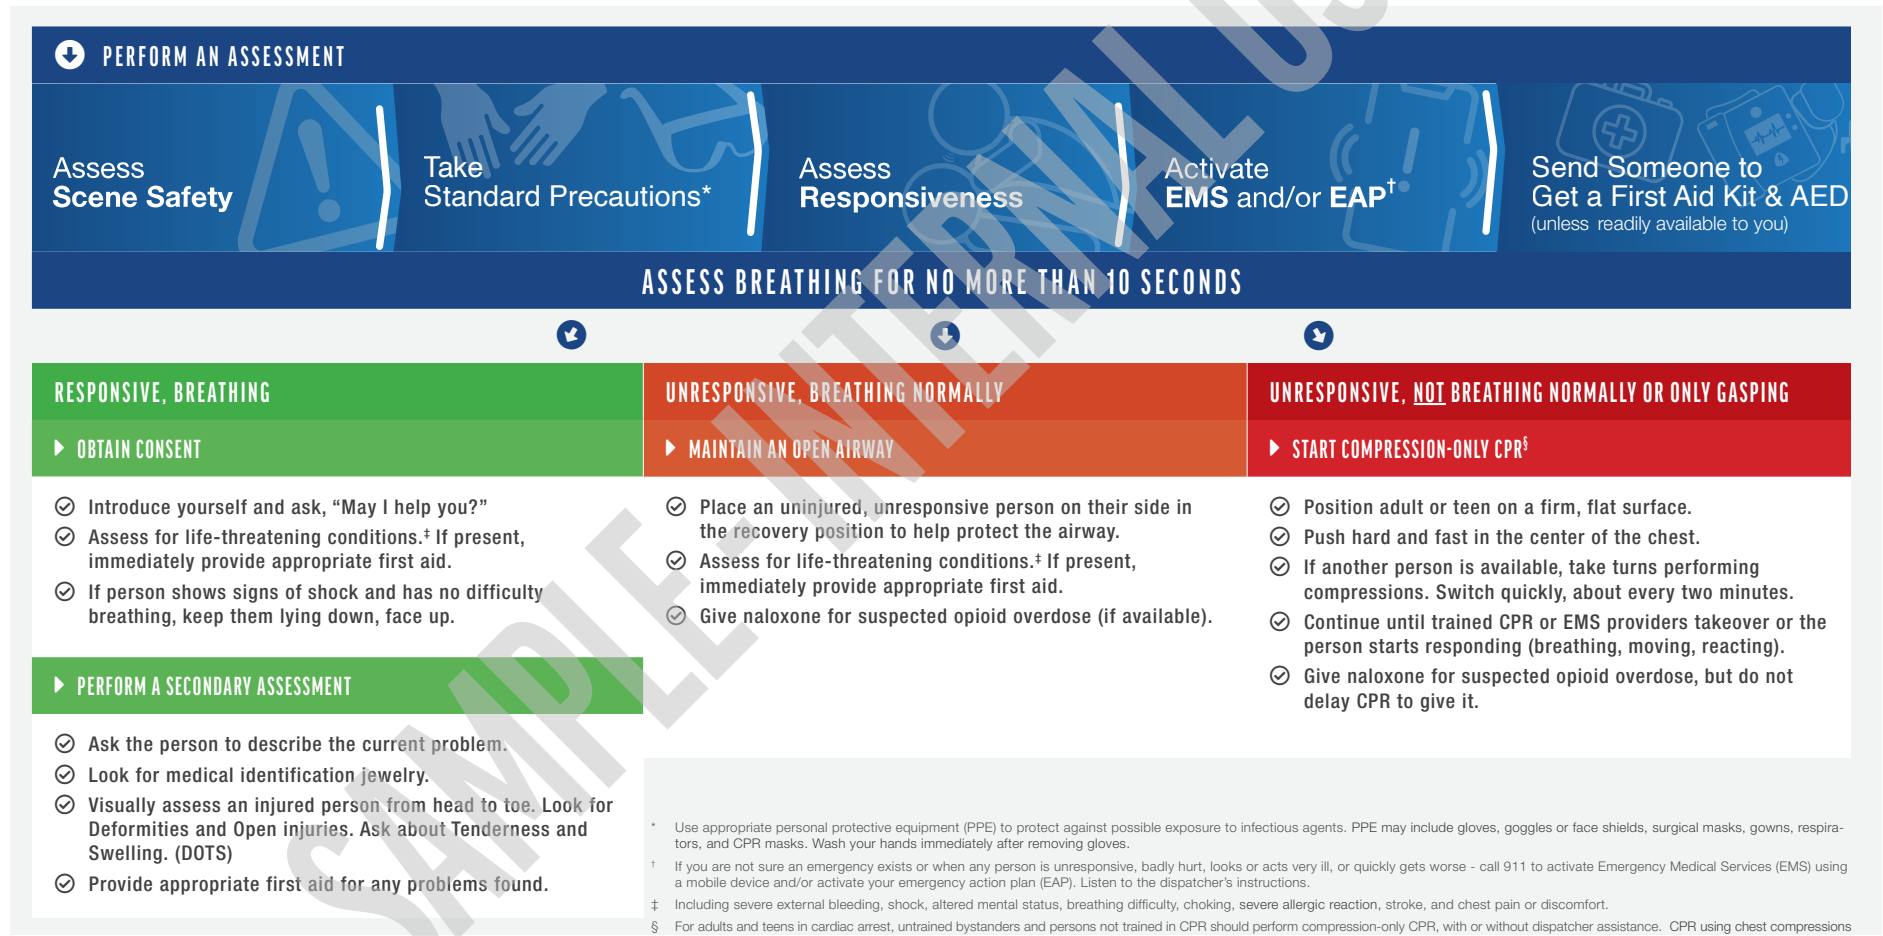 PERFORM AN ASSESSMENT
Assess
Scene Safety
Take
Standard Precautions*
Assess
Responsiveness
Activate
EMS and/or EAP†
Send Someone to
Get a First Aid Kit & AED
(unless readily available to you)
ASSESS BREATHING FOR NO MORE THAN 10 SECONDS
RESPONSIVE, BREATHING
OBTAIN CONSENT
Introduce yourself and ask, “May I help you?”
Assess for life-threatening conditions.‡ If present,
immediately provide appropriate first aid.
If person shows signs of shock and has no difficulty
breathing, keep them lying down, face up.
PERFORM A SECONDARY ASSESSMENT
Ask the person to describe the current problem.
Look for medical identification jewelry.
Visually assess an injured person from head to toe. Look for
Deformities and Open injuries. Ask about Tenderness and
Swelling. (DOTS)
Provide appropriate first aid for any problems found.
UNRESPONSIVE, BREATHING NORMALLY
MAINTAIN AN OPEN AIRWAY
Place an uninjured, unresponsive person on their side in
the recovery position to help protect the airway.
Assess for life-threatening conditions.‡ If present,
immediately provide appropriate first aid.
Give naloxone for suspected opioid overdose (if available).
UNRESPONSIVE, NOT BREATHING NORMALLY OR ONLY GASPING
START COMPRESSION-ONLY CPR§
Position adult or teen on a firm, flat surface.
Push hard and fast in the center of the chest.
If another person is available, take turns performing
compressions. Switch quickly, about every two minutes.
Continue until trained CPR or EMS providers takeover or the
person starts responding (breathing, moving, reacting).
Give naloxone for suspected opioid overdose, but do not
delay CPR to give it.
* Use appropriate personal protective equipment (PPE) to protect against possible exposure to infectious agents. PPE may include gloves, goggles or face shields, surgical masks, gowns, respira-
tors, and CPR masks. Wash your hands immediately after removing gloves.
† If you are not sure an emergency exists or when any person is unresponsive, badly hurt, looks or acts very ill, or quickly gets worse - call 911 to activate Emergency Medical Services (EMS) using
a mobile device and/or activate your emergency action plan (EAP). Listen to the dispatcher's instructions.
‡ Including severe external bleeding, shock, altered mental status, breathing difficulty, choking, severe allergic reaction, stroke, and chest pain or discomfort.
§ For adults and teens in cardiac arrest, untrained bystanders and persons not trained in CPR should perform compression-only CPR, with or without dispatcher assistance. CPR using chest compressions
SAMPLE - INTERNAL